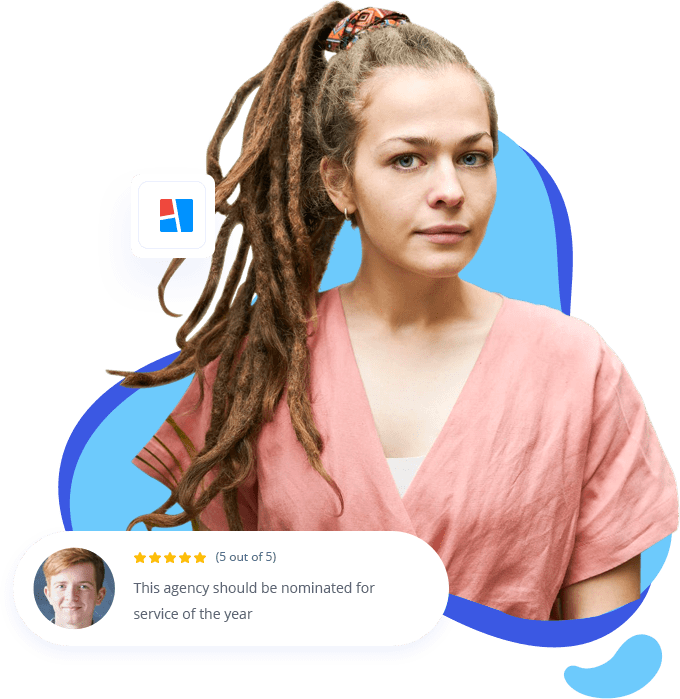 (5 out of 5)
This agency should be nominated for
service of the year